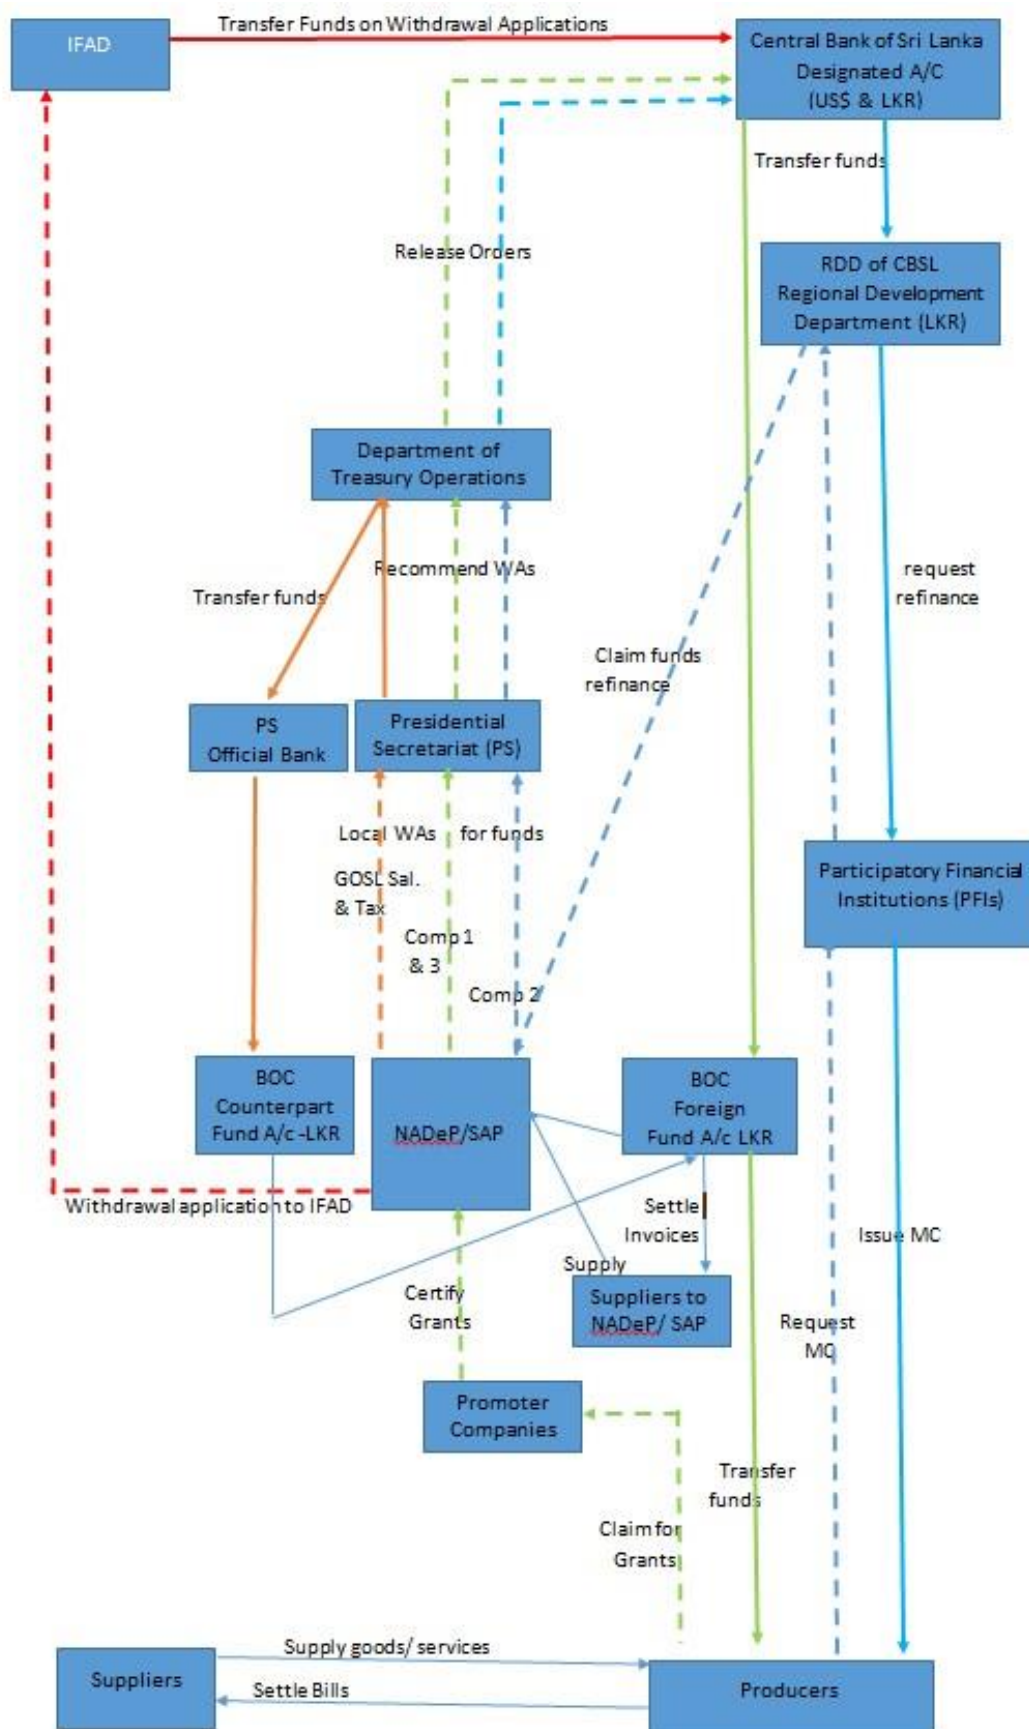 Transfer Funds on Withdrawal Applications
IFAD
Central Bank of Sri Lanka
Designated A/C
(US$ & LKR)
Transfer funds
Release Orders
RDD of CBSL
Regional Development
Department (LKR)
Department of
Treasury Operations
Recommend WAs
Transfer funds
request
refinance
Claim funds
refinance
PS
Official Bank
Presidential
Secretariat (PS)
Local WAs for funds
GOSL Sal.
& Tax
Comp 1
& 3
Comp 2
Participatory Financial
Institutions (PFIs)
BOC
Counterpart
Fund A/c -LKR
NADeP/SAP
BOC
Foreign
Fund A/c LKR
Withdrawal application to IFAD
Settle
Invoices
Issue MC
Supply
Certify
Grants
Suppliers to
NADeP/ SAP
Request
MC
Promoter
Companies
Transfer
funds
Claim for
Grants
Supply goods/ services
Suppliers
Settle Bills
Producers